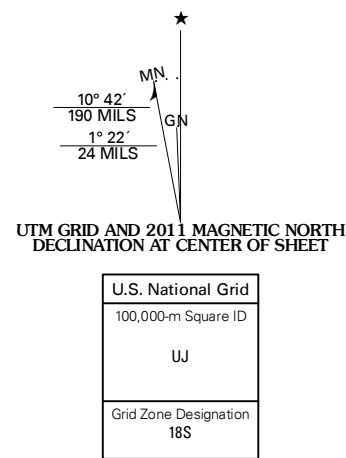 ★
MN
10° 42´
190 MILS
GN
1° 22´
24 MILS
UTM GRID AND 2011 MAGNETIC NORTH
DECLINATION AT CENTER OF SHEET
U.S. National Grid
100,000-m Square ID
UJ
Grid Zone Designation
18S